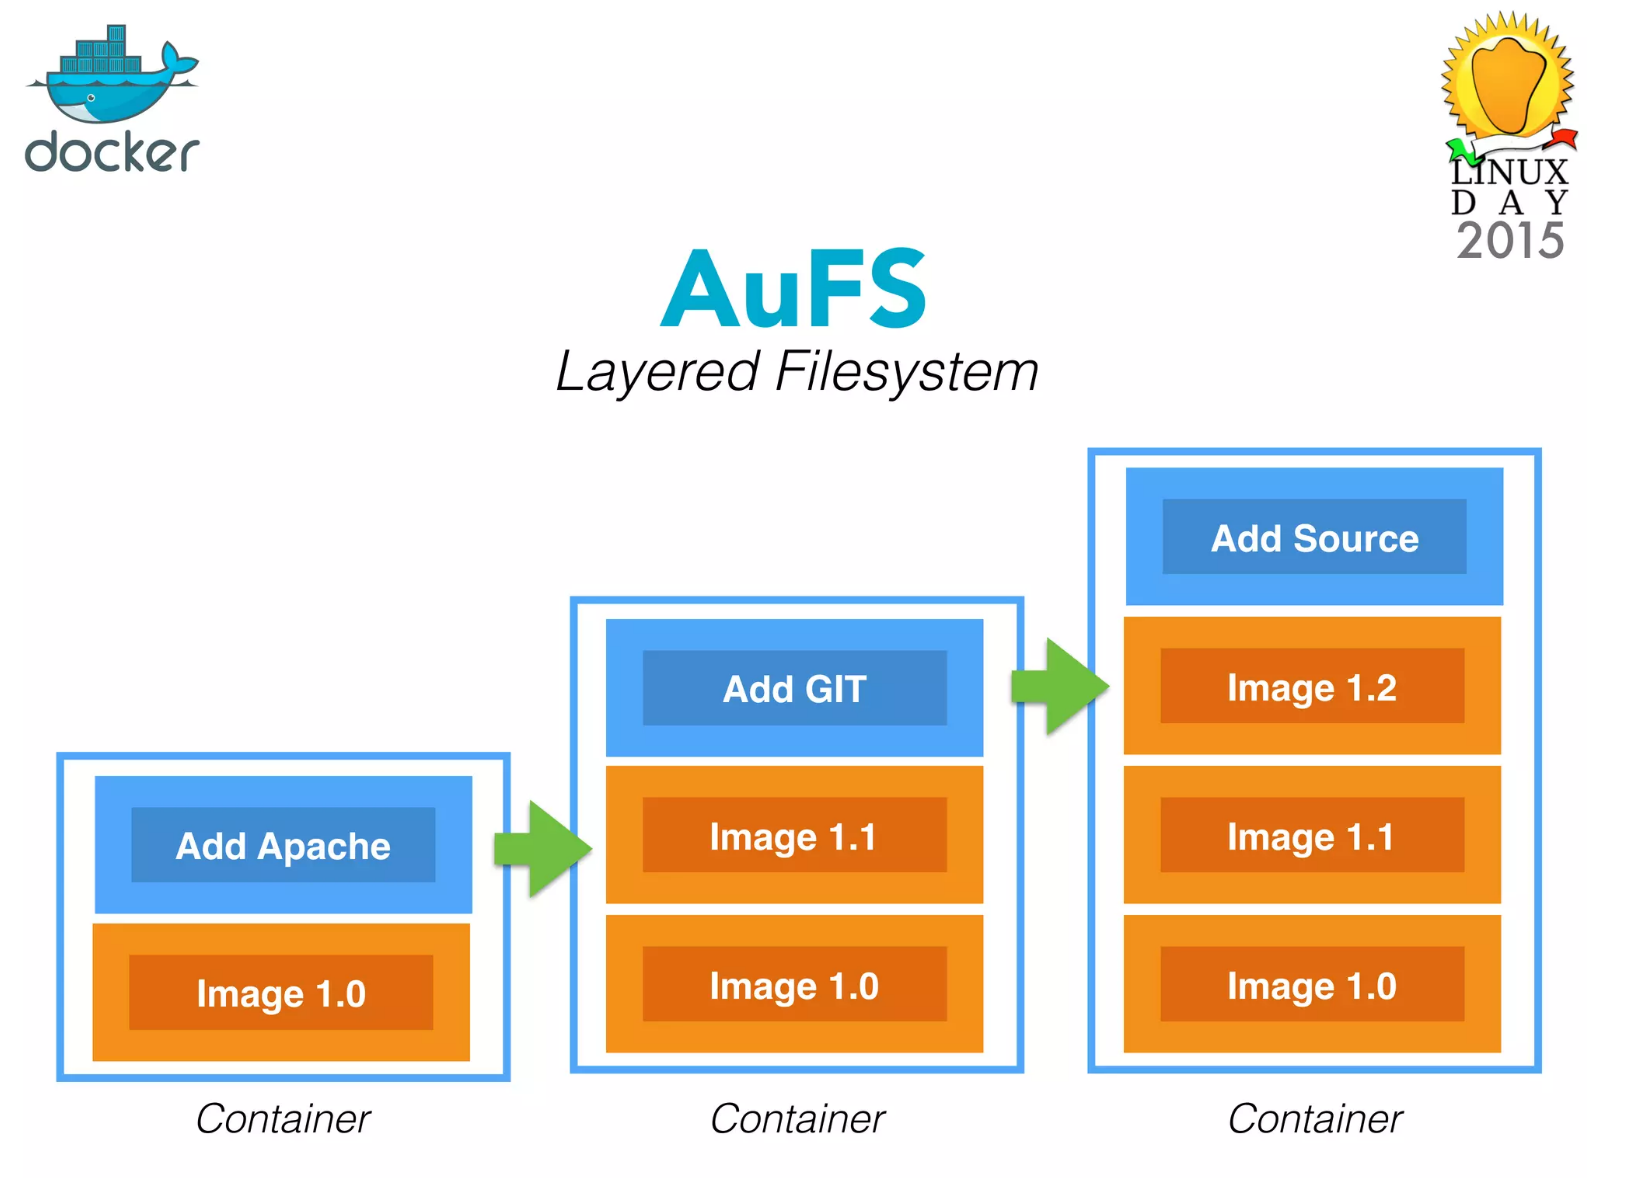 docker
LINUX
DAY
2015
AuFS
Layered Filesystem
Add Apache
Image 1.0
Container
Add GIT
Image 1.1
Image 1.0
Container
Add Source
Image 1.2
Image 1.1
Image 1.0
Container